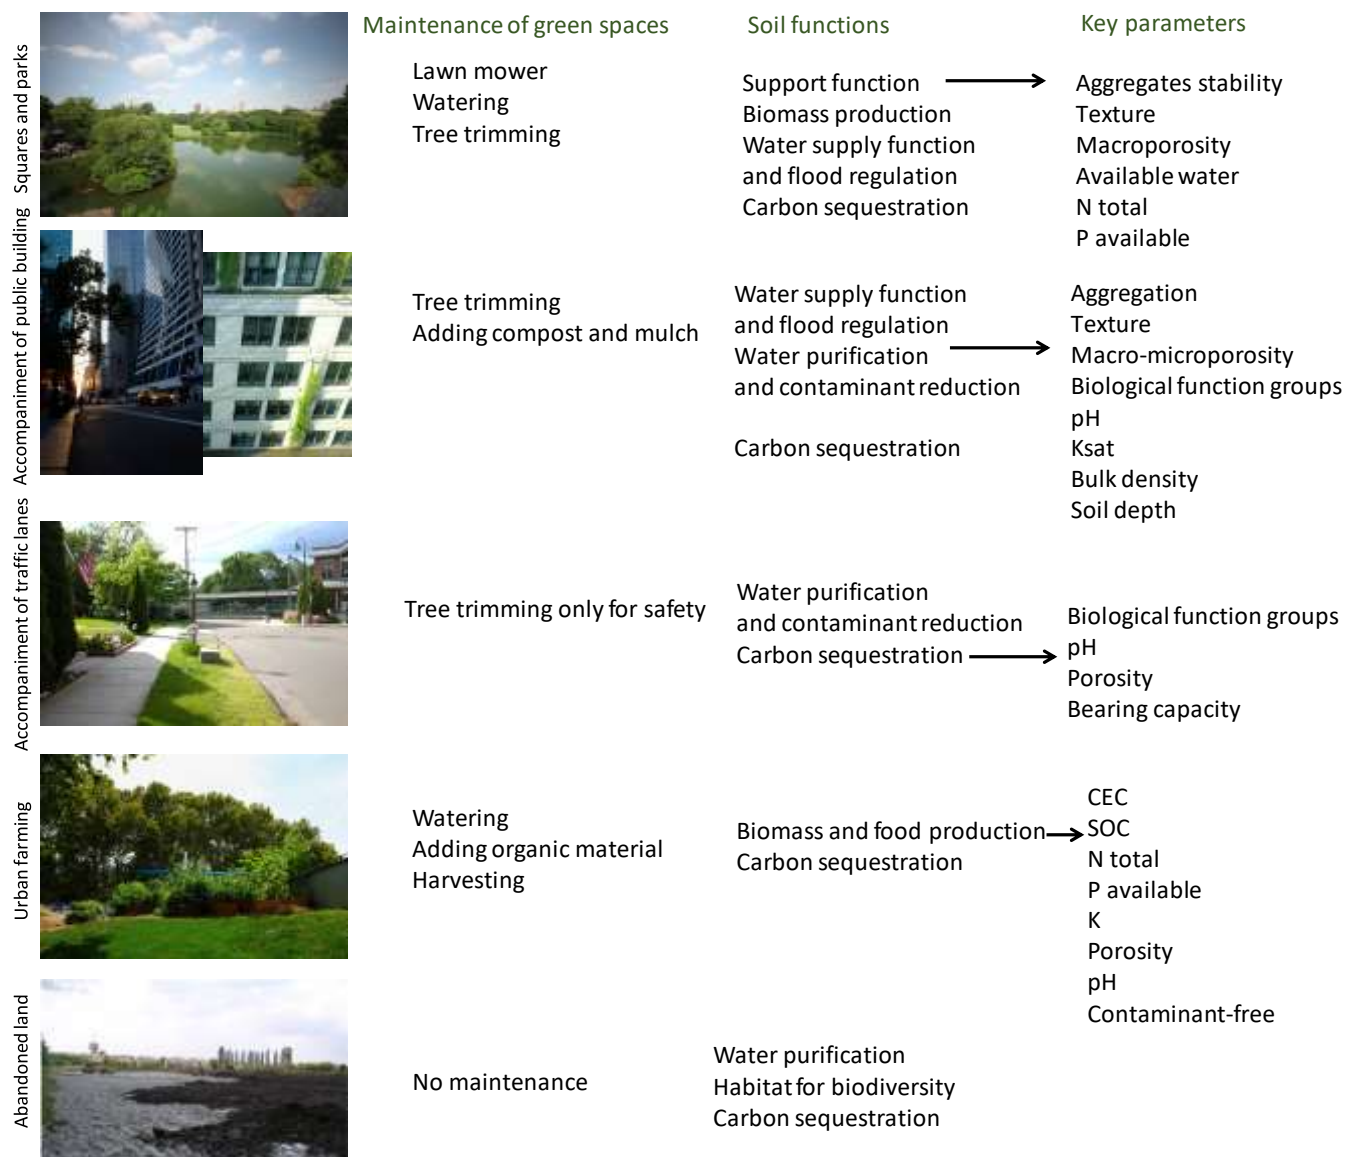 Maintenance of green spaces
Soil functions
Key parameters
Squares and parks
Lawn mower
Watering
Tree trimming
Support function
Biomass production
Water supply function
and flood regulation
Carbon sequestration
Aggregates stability
Texture
Macroporosity
Available water
N total
P available
Accompaniment of public building
Tree trimming
Adding compost and mulch
Water supply function
and flood regulation
Water purification
and contaminant reduction
Carbon sequestration
Aggregation
Texture
Macro-microporosity
Biological function groups
pH
Ksat
Bulk density
Soil depth
Accompaniment of traffic lanes
Tree trimming only for safety
Water purification
and contaminant reduction
Carbon sequestration
Biological function groups
pH
Porosity
Bearing capacity
Urban farming
Watering
Adding organic material
Harvesting
Biomass and food production
Carbon sequestration
CEC
SOC
N total
P available
K
Porosity
pH
Contaminant-free
Abandoned land
No maintenance
Water purification
Habitat for biodiversity
Carbon sequestration